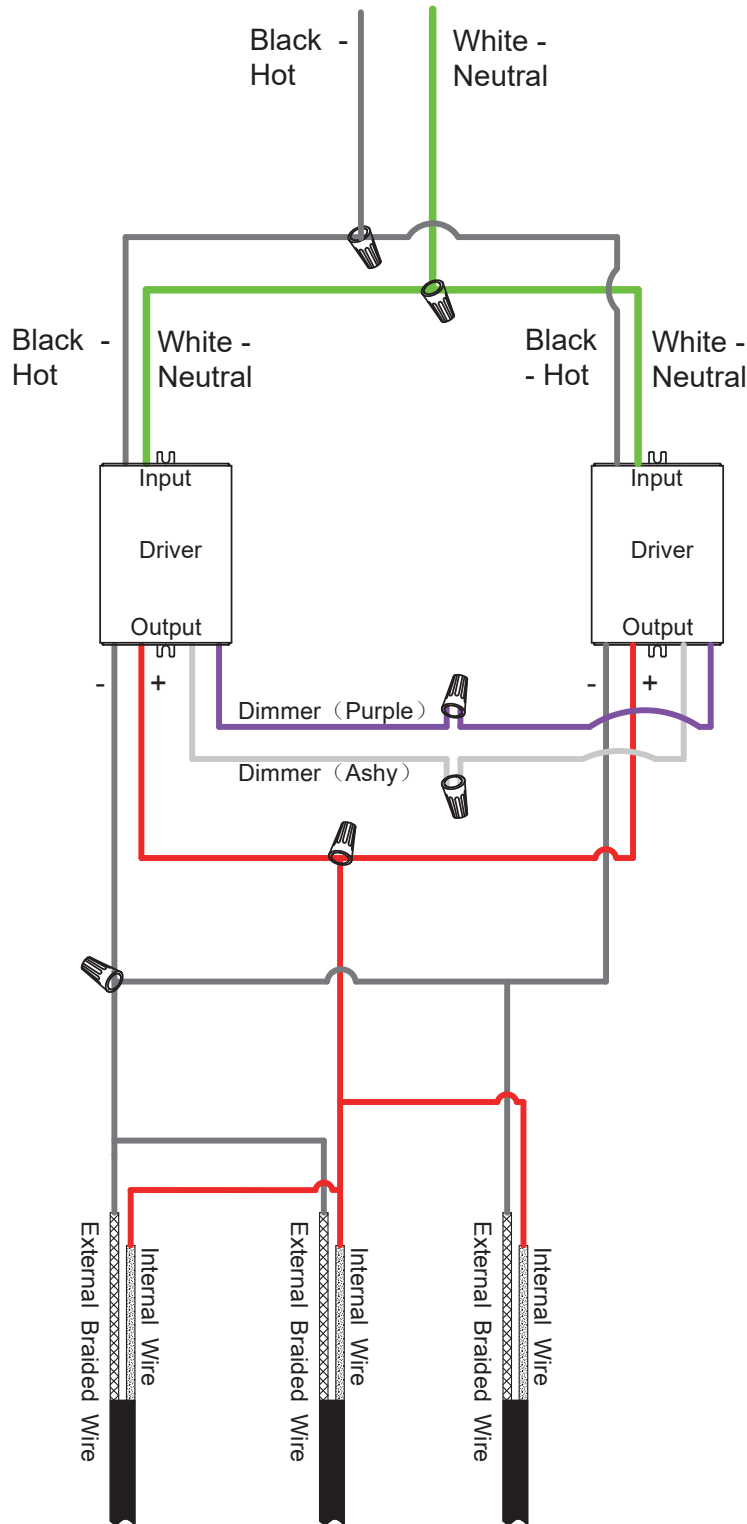 Black -
Hot
White -
Neutral
Black -
Hot
White -
Neutral
Black
- Hot
White -
Neutral
Input
Driver
Output
- +
Input
Driver
Output
- +
Dimmer（Purple）
Dimmer（Ashy）
External Braided Wire
Internal Wire
External Braided Wire
Internal Wire
External Braided Wire
Internal Wire